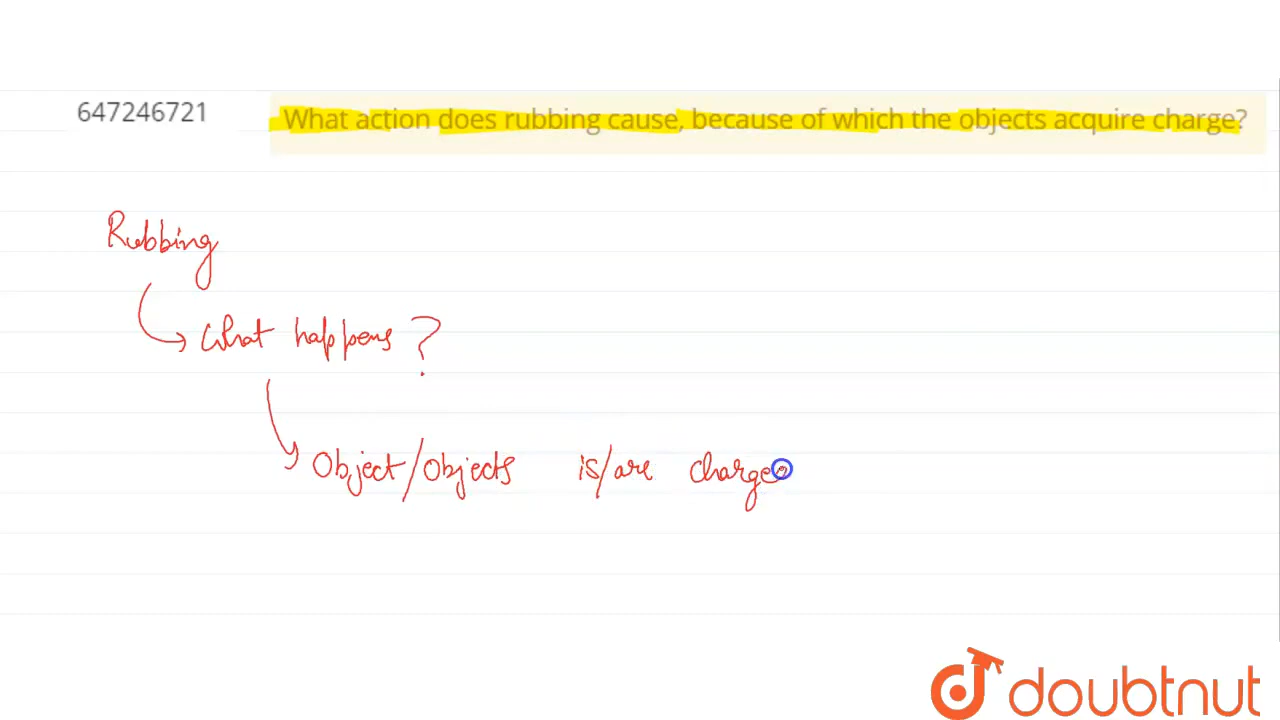 647246721 What action does rubbing cause, because of which the objects acquire charge?
Rubbing
What happens ?
Object/Objects is/are charge
doubtnut